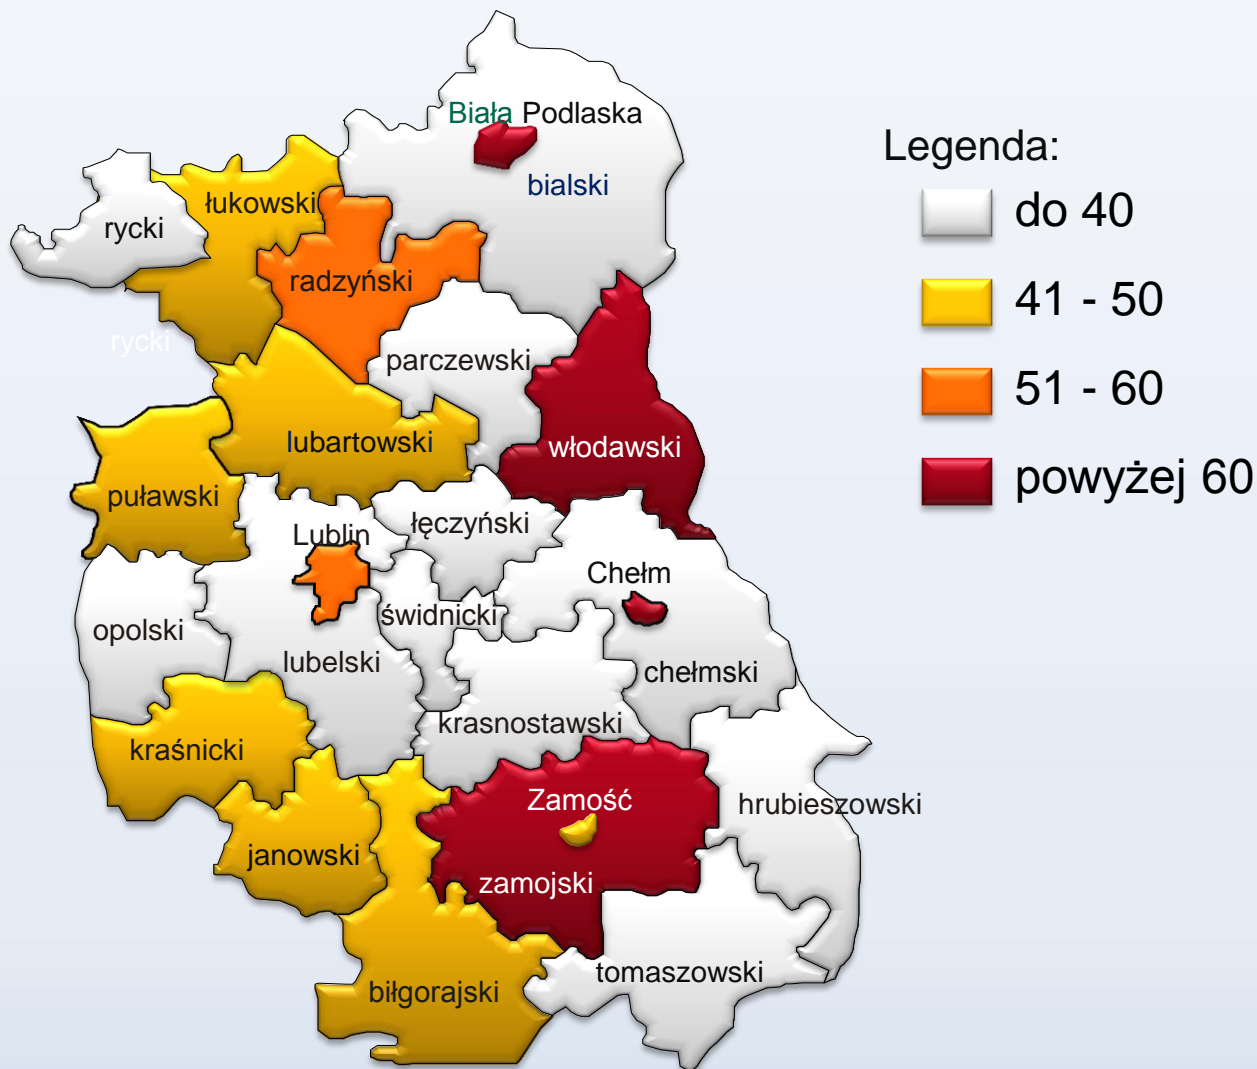 Biała Podlaska
Legenda:
bialski
łukowski
do 40
rycki
radzyński
41 - 50
rycki
parczewski
51 - 60
lubartowski
włodawski
powyżej 60
puławski
łęczyński
Lublin
Chełm
świdnicki
opolski
lubelski
chełmski
krasnostawski
kraśnicki
Zamość
hrubieszowski
janowski
zamojski
tomaszowski
biłgorajski